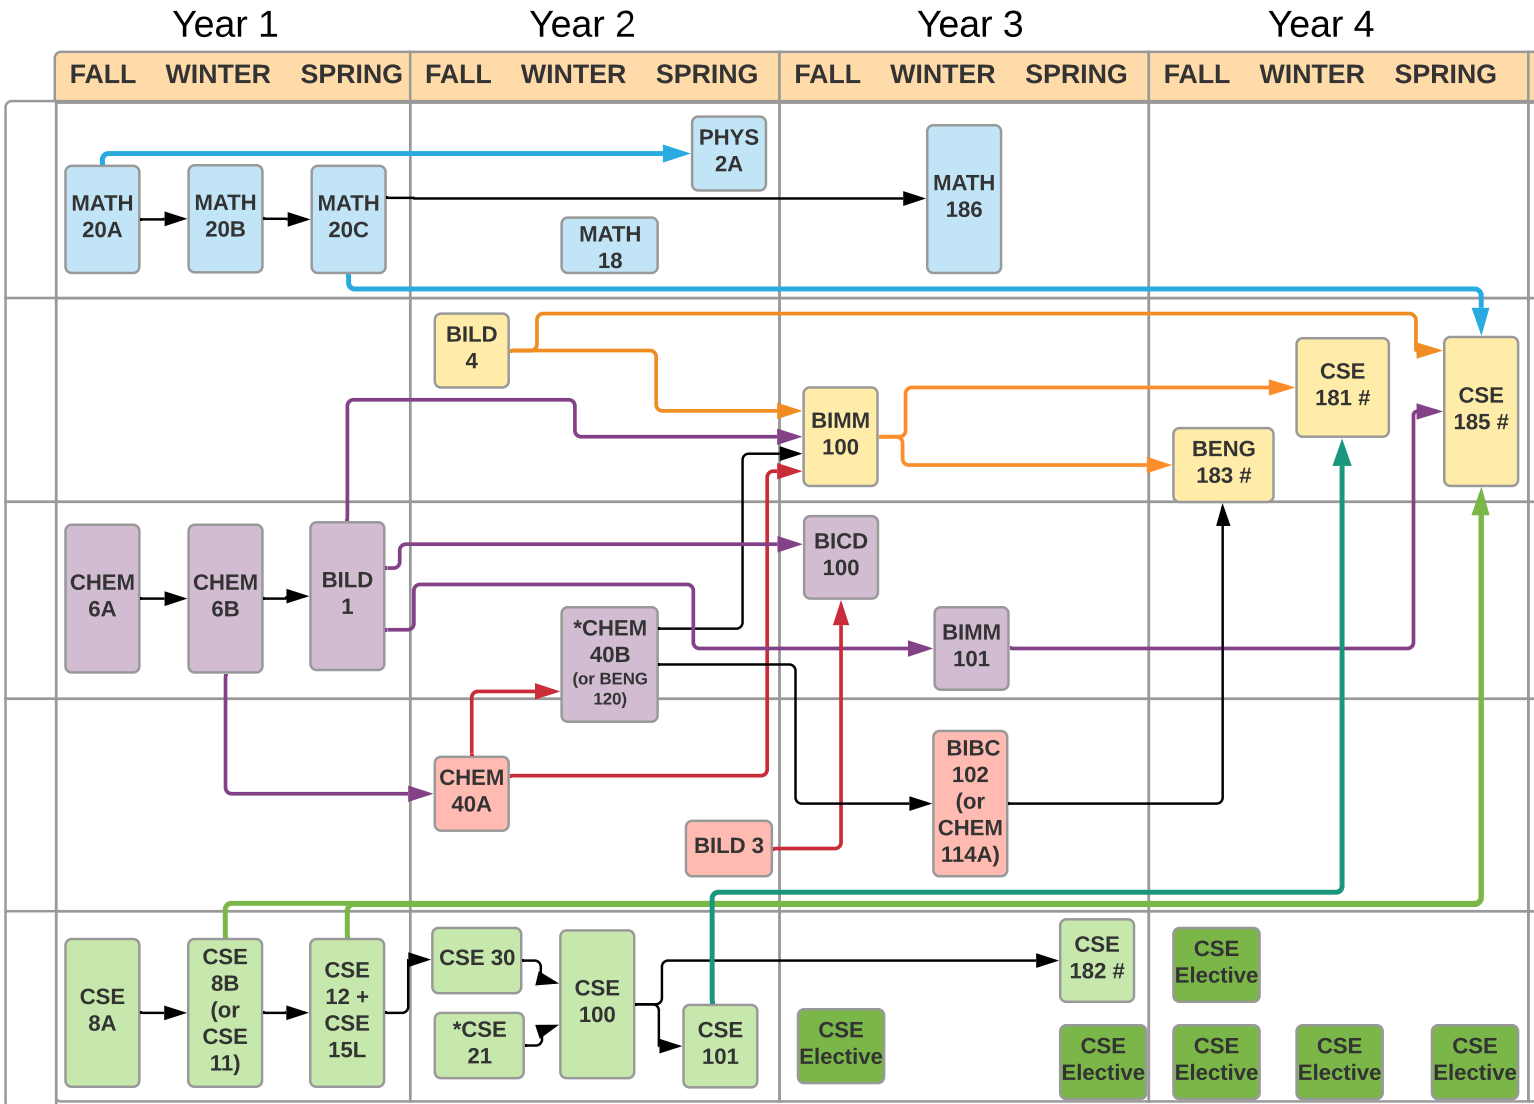 Year 1
Year 2
Year 3
Year 4
FALL WINTER SPRING
FALL WINTER SPRING
FALL WINTER SPRING
FALL WINTER SPRING
MATH
20A
MATH
20B
MATH
20C
PHYS
2A
MATH
18
MATH
186
BILD
4
BIMM
100
CSE
181 #
BENG
183 #
CSE
185 #
CHEM
6A
CHEM
6B
BILD
1
*CHEM
40B
(or BENG
120)
BICD
100
BIMM
101
CHEM
40A
BILD 3
BIBC
102
(or
CHEM
114A)
CSE
8A
CSE
8B
(or
CSE
11)
CSE
12 +
CSE
15L
CSE 30
*CSE
21
CSE
100
CSE
101
CSE
Elective
CSE
182 #
CSE
Elective
CSE
Elective
CSE
Elective
CSE
Elective
CSE
Elective